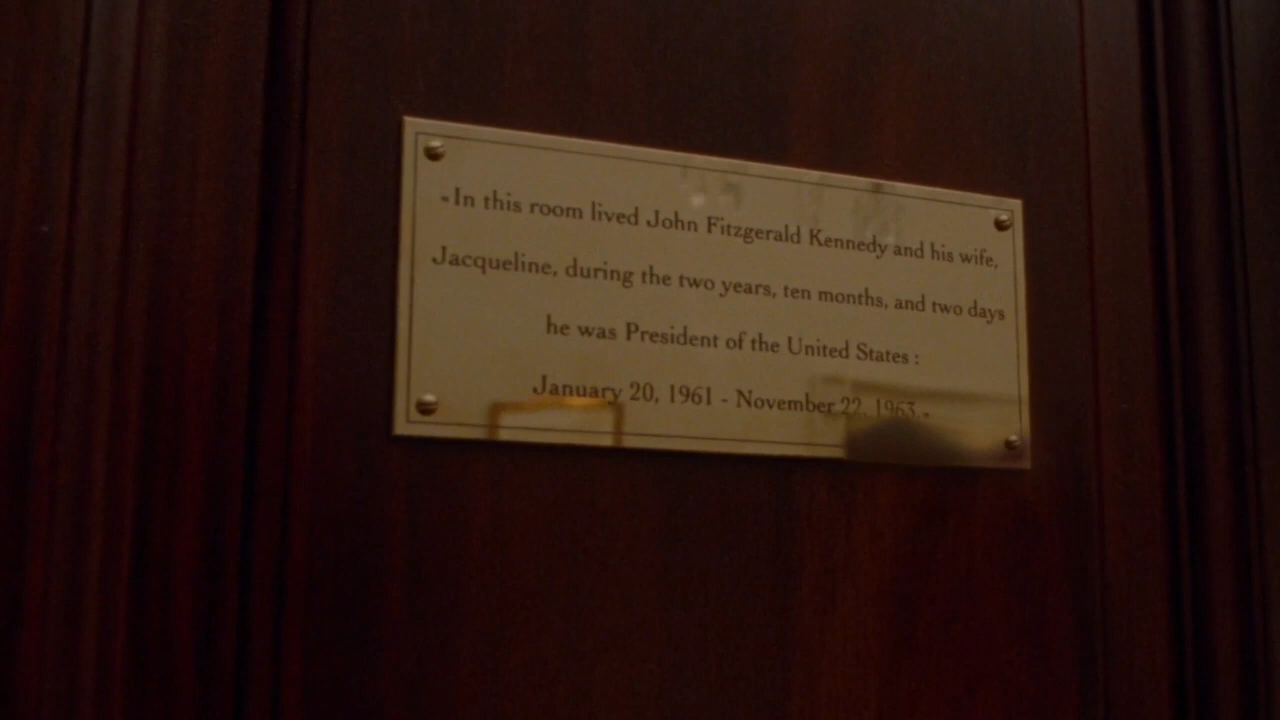 «In this room lived John Fitzgerald Kennedy and his wife,
Jacqueline, during the two years, ten months, and two days
he was President of the United States :
January 20, 1961 - November 22, 1963.»